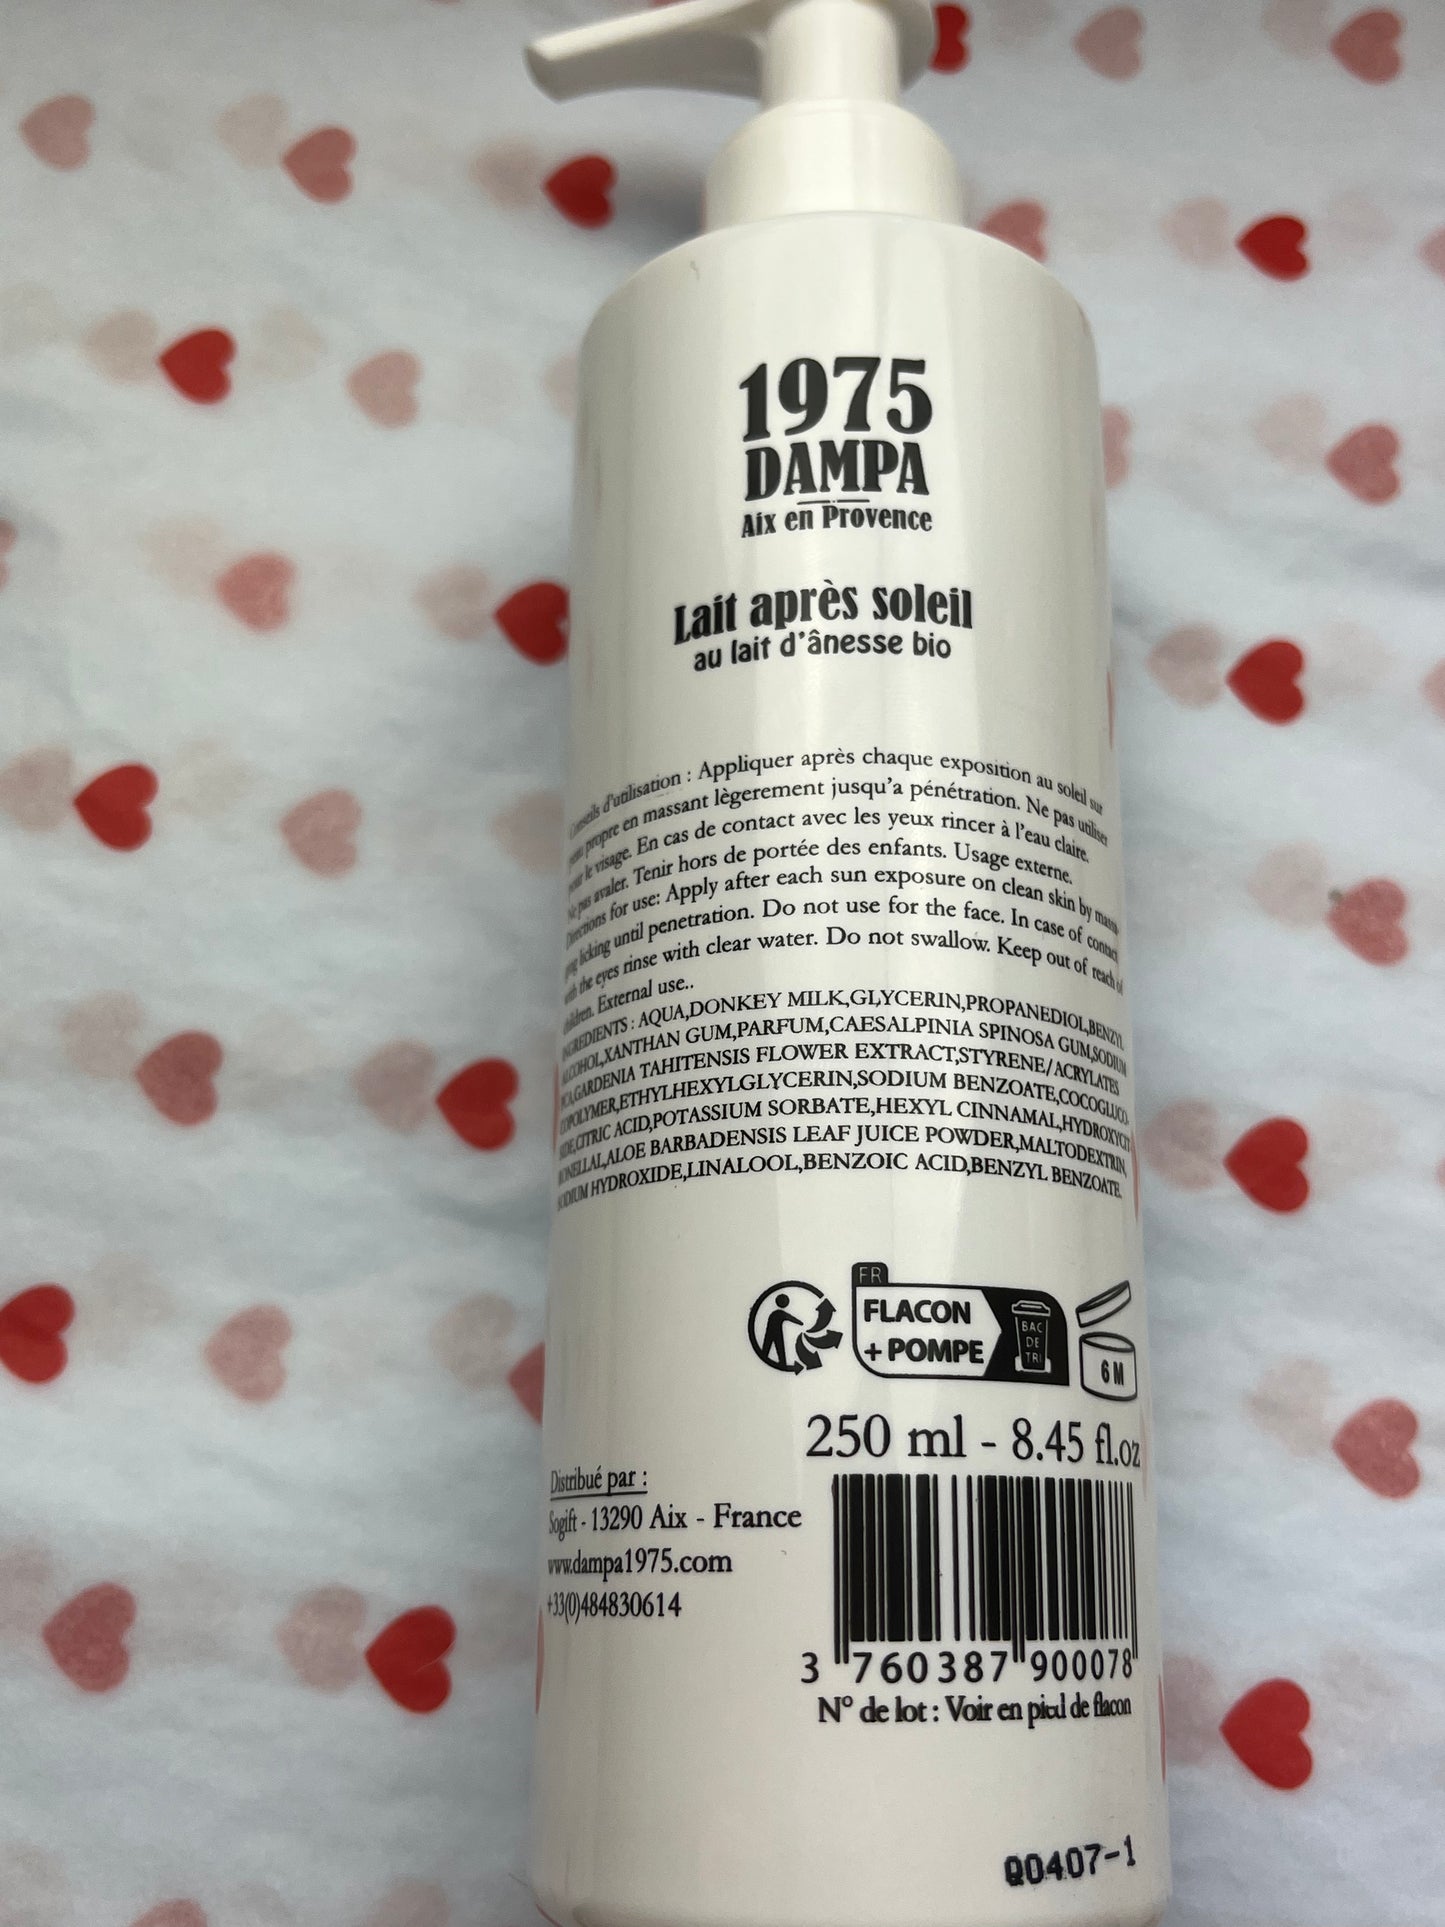 1975
DAMPA
Aix en Provence
Lait après soleil
au lait d'ânesse bio
Conseils d'utilisation : Appliquer après chaque exposition au soleil sur
propre en massant lègerement jusqu'a pénétration. Ne pas utiliser
pour le visage. En cas de contact avec les yeux rincer à l'eau claire.
Ne pas avaler. Tenir hors de portée des enfants. Usage externe.
Directions for use: Apply after each sun exposure on clean skin by massa-
licking until penetration. Do not use for the face. In case of contact
with the eyes rinse with clear water. Do not swallow. Keep out of reach of
children. External use..
INGREDIENTS : AQUA,DONKEY MILK,GLYCERIN,PROPANEDIOL,BENZYL
ALCOHOL,XANTHAN GUM,PARFUM,CAESALPINIA SPINOSA GUM,SODIUM
PCA,GARDENIA TAHITENSIS FLOWER EXTRACT,STYRENE/ACRYLATES
COPOLYMER,ETHYLHEXYLGLYCERIN,SODIUM BENZOATE,COCOGLUCO-
SIDE,CITRIC ACID,POTASSIUM SORBATE,HEXYL CINNAMAL,HYDROXYCIT-
RONELLAL,ALOE BARBADENSIS LEAF JUICE POWDER,MALTODEXTRIN,
SODIUM HYDROXIDE,LINALOOL,BENZOIC ACID,BENZYL BENZOATE.
FR
FLACON
+ POMPE
BAC
DE
TRI
6 M
250 ml - 8.45 fl.oz
Distribué par :
Sogift - 13290 Aix - France
www.dampa1975.com
+33(0)484830614
3 760387 900078
N° de lot : Voir en pied de flacon
Q0407-1